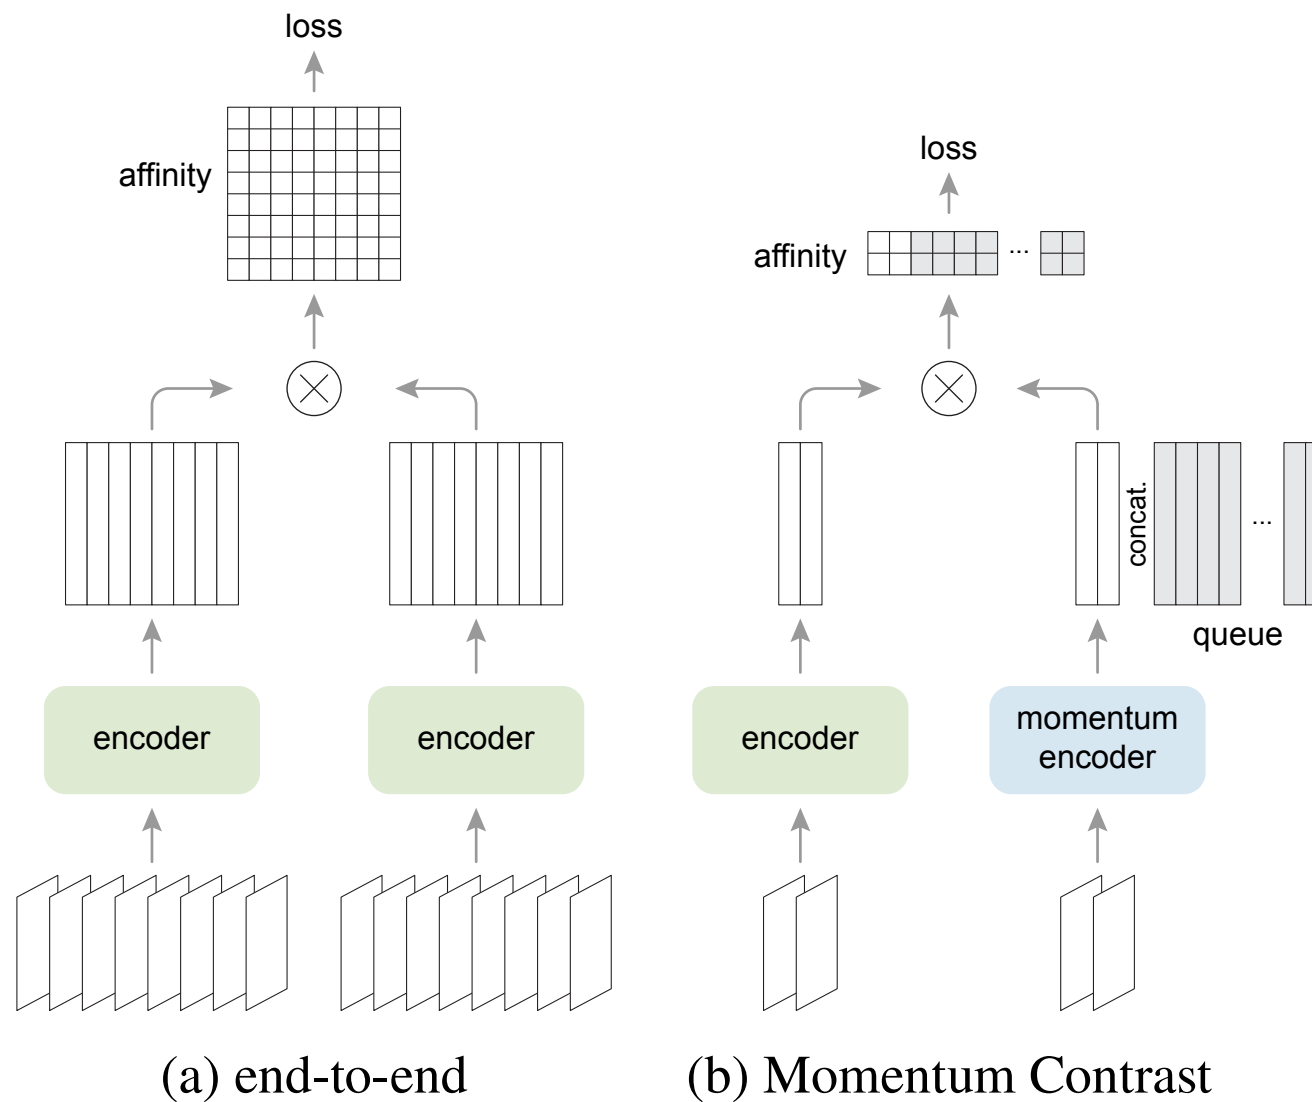 loss
affinity
encoder
encoder
(a) end-to-end
loss
affinity
...
concat.
...
queue
encoder
momentum
encoder
(b) Momentum Contrast